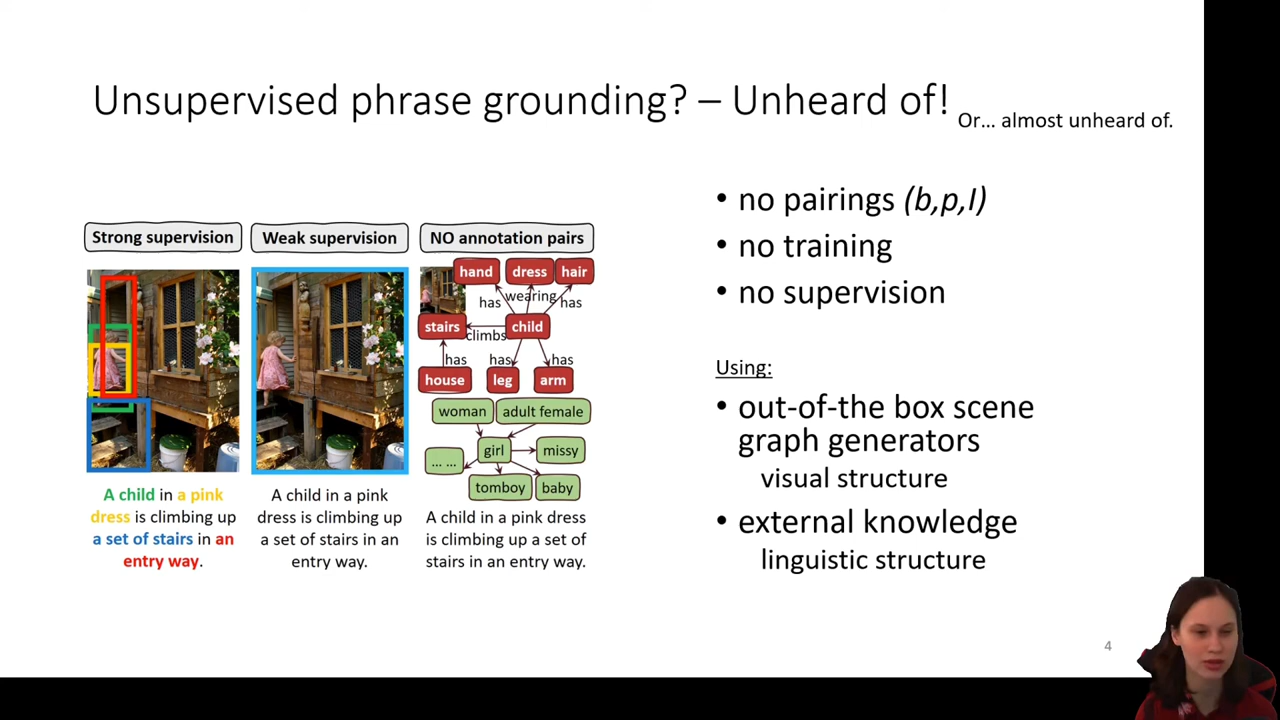 Unsupervised phrase grounding? – Unheard of!
Or... almost unheard of.
Strong supervision
Weak supervision
NO annotation pairs
hand
dress
hair
has
wearing
has
stairs
climbs
child
has
has
has
house
leg
arm
woman
adult female
girl
missy
... ...
tomboy
baby
A child in a pink
dress is climbing up
a set of stairs in an
entry way.
A child in a pink
dress is climbing up
a set of stairs in an
entry way.
A child in a pink dress
is climbing up a set of
stairs in an entry way.
• no pairings (b,p,I)
• no training
• no supervision
Using:
• out-of-the box scene
graph generators
visual structure
• external knowledge
linguistic structure
4